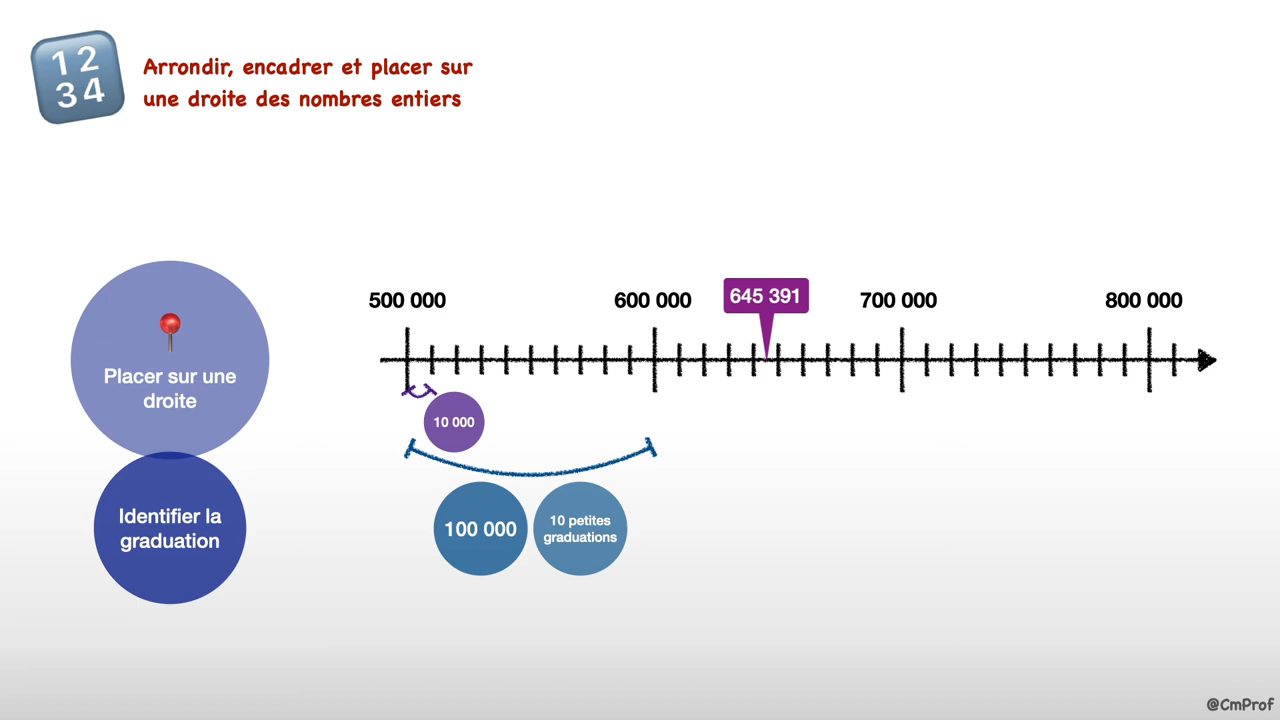 1 2
3 4
Arrondir, encadrer et placer sur
une droite des nombres entiers
500 000
600 000
645 391
700 000
800 000
Placer sur une
droite
10 000
Identifier la
graduation
100 000
10 petites
graduations
@CmProf